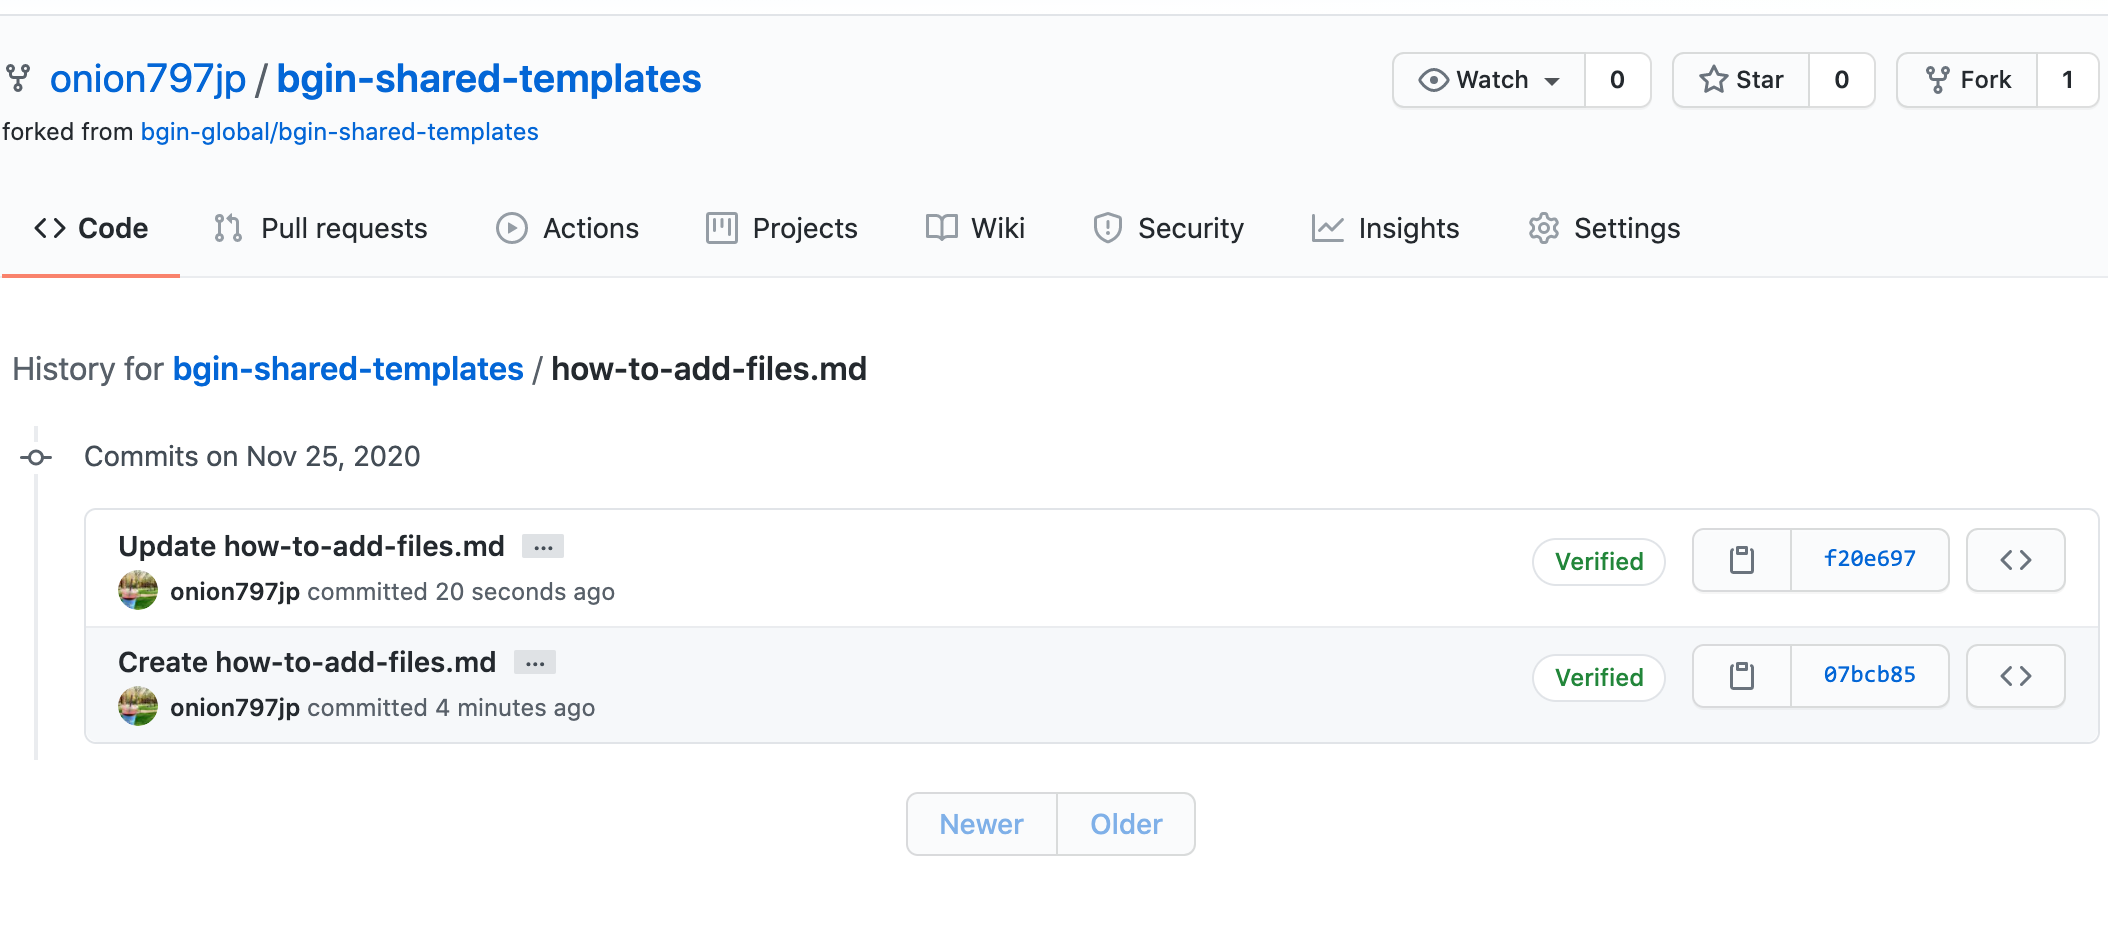 onion797jp / bgin-shared-templates
Watch 0 Star 0 Fork 1
forked from bgin-global/bgin-shared-templates
Code Pull requests Actions Projects Wiki Security Insights Settings
History for bgin-shared-templates / how-to-add-files.md
Commits on Nov 25, 2020
Update how-to-add-files.md ...
onion797jp committed 20 seconds ago
Verified f20e697
Create how-to-add-files.md ...
onion797jp committed 4 minutes ago
Verified 07bcb85
Newer Older